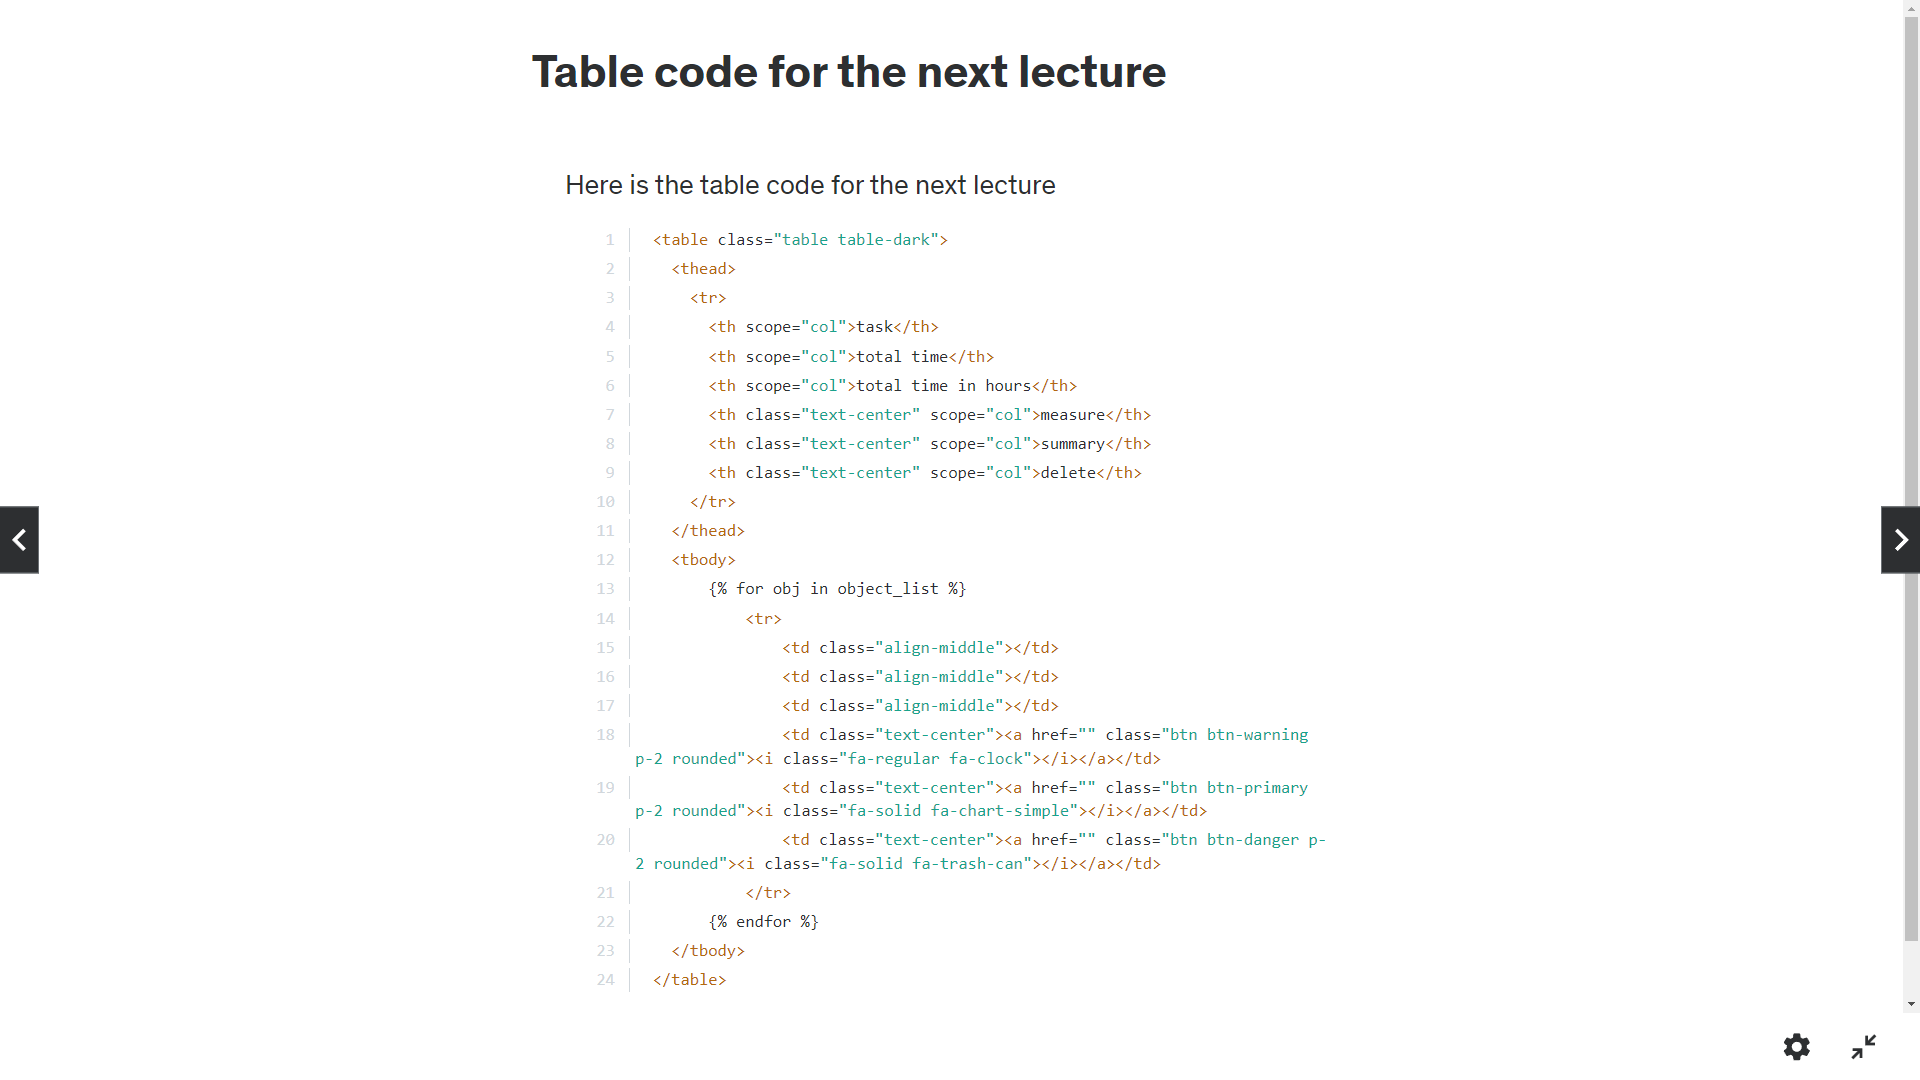 Table code for the next lecture
Here is the table code for the next lecture
1 <table class="table table-dark">
2   <thead>
3     <tr>
4       <th scope="col">task</th>
5       <th scope="col">total time</th>
6       <th scope="col">total time in hours</th>
7       <th class="text-center" scope="col">measure</th>
8       <th class="text-center" scope="col">summary</th>
9       <th class="text-center" scope="col">delete</th>
10     </tr>
11   </thead>
12   <tbody>
13       {% for obj in object_list %}
14           <tr>
15               <td class="align-middle"></td>
16               <td class="align-middle"></td>
17               <td class="align-middle"></td>
18               <td class="text-center"><a href="" class="btn btn-warning
p-2 rounded"><i class="fa-regular fa-clock"></i></a></td>
19               <td class="text-center"><a href="" class="btn btn-primary
p-2 rounded"><i class="fa-solid fa-chart-simple"></i></a></td>
20               <td class="text-center"><a href="" class="btn btn-danger p-
2 rounded"><i class="fa-solid fa-trash-can"></i></a></td>
21           </tr>
22       {% endfor %}
23   </tbody>
24 </table>